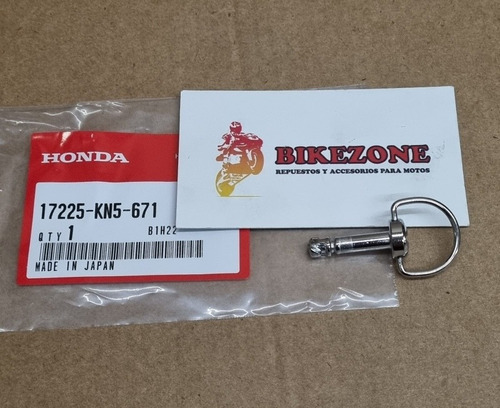 HONDA
17225-KN5-671
QTY 1 B1H22
MADE IN JAPAN
BIKEZONE
REPUESTOS Y ACCESORIOS PARA MOTOS